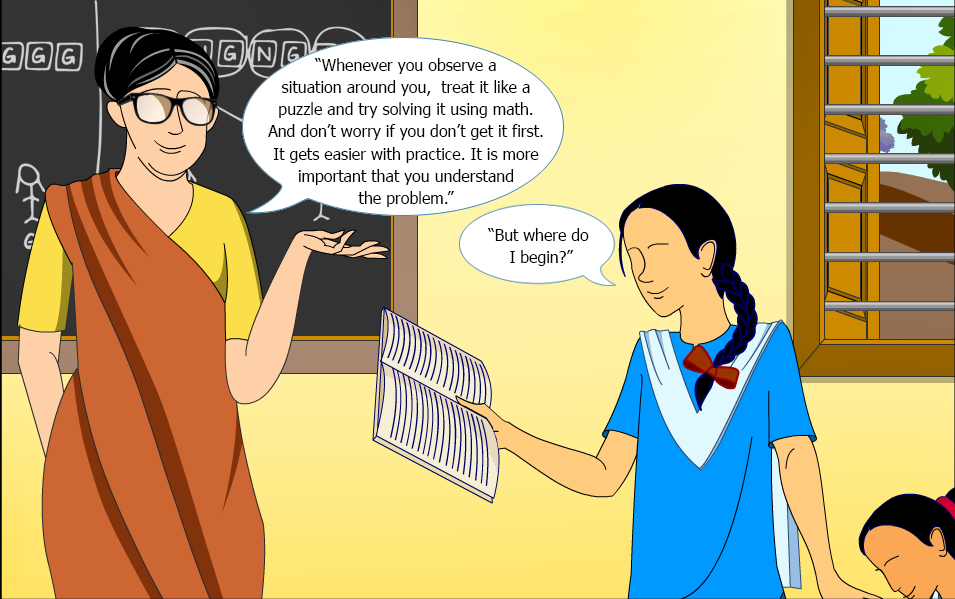 GGG
NGNG
G
“Whenever you observe a
situation around you, treat it like a
puzzle and try solving it using math.
And don’t worry if you don’t get it first.
It gets easier with practice. It is more
important that you understand
the problem.”
“But where do
I begin?”